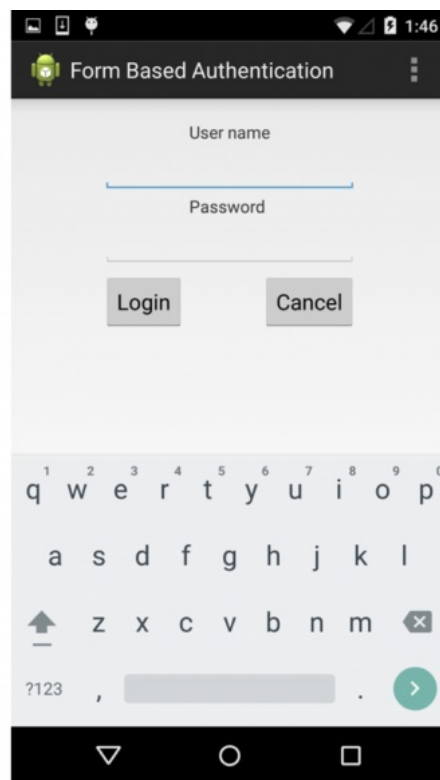 1:46
Form Based Authentication
User name
Password
Login Cancel
1 2 3 4 5 6 7 8 9 0
q w e r t y u i o p
a s d f g h j k l
z x c v b n m
?123 , .